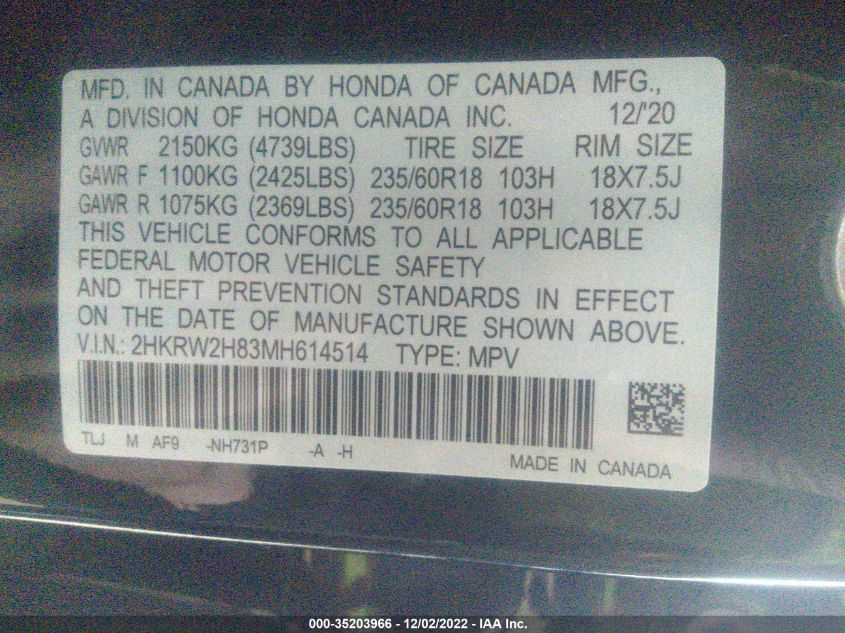 MFD. IN CANADA BY HONDA OF CANADA MFG.,
A DIVISION OF HONDA CANADA INC. 12/'20
GVWR 2150KG (4739LBS) TIRE SIZE RIM SIZE
GAWR F 1100KG (2425LBS) 235/60R18 103H 18X7.5J
GAWR R 1075KG (2369LBS) 235/60R18 103H 18X7.5J
THIS VEHICLE CONFORMS TO ALL APPLICABLE
FEDERAL MOTOR VEHICLE SAFETY
AND THEFT PREVENTION STANDARDS IN EFFECT
ON THE DATE OF MANUFACTURE SHOWN ABOVE.
V.I.N.: 2HKRW2H83MH614514 TYPE: MPV
TLJ M AF9 -NH731P -A -H
MADE IN CANADA
000-35203966 - 12/02/2022 - IAA Inc.